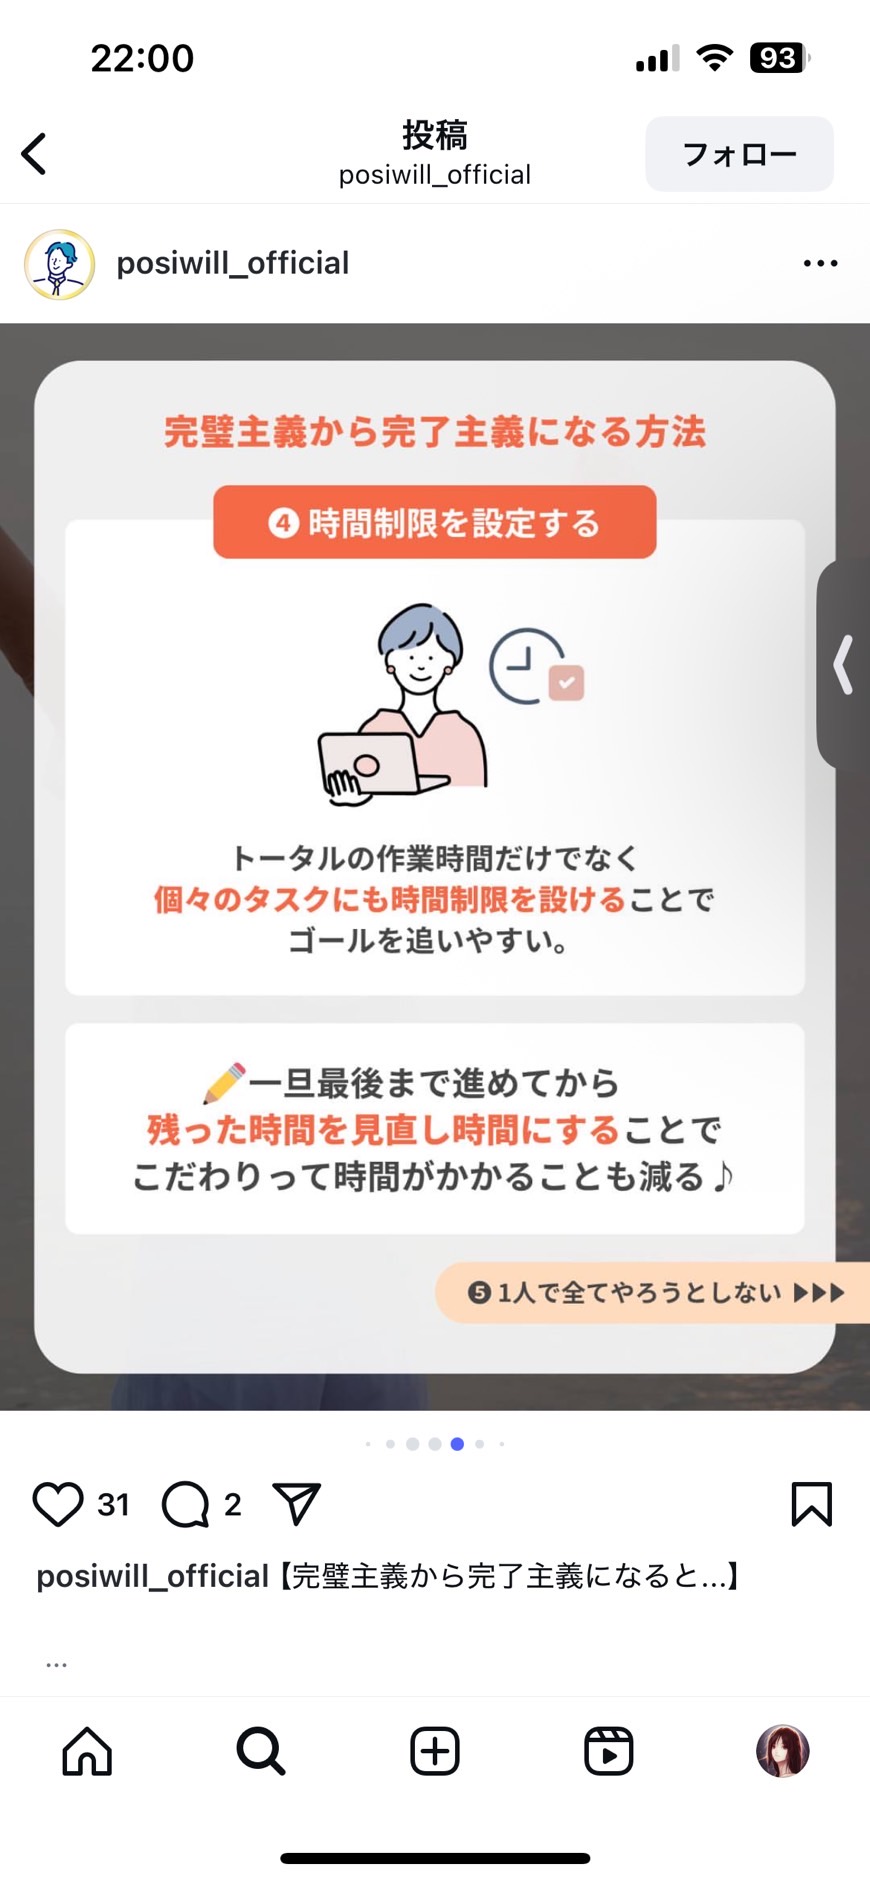 22:00
93
投稿
posiwill_official
フォロー
posiwill_official
完璧主義から完了主義になる方法
❹ 時間制限を設定する
トータルの作業時間だけでなく
個々のタスクにも時間制限を設けることで
ゴールを追いやすい。
✏️一旦最後まで進めてから
残った時間を見直し時間にすることで
こだわりって時間がかかることも減る♪
❺ 1人で全てやろうとしない ▶▶▶
31
2
posiwill_official【完璧主義から完了主義になると...】
...